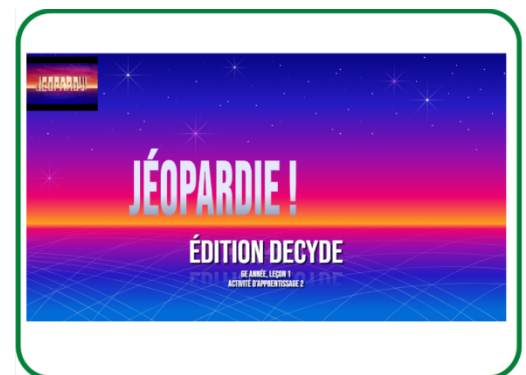 JEOPARDY!
JÉOPARDIE !
ÉDITION DECYDE
6E ANNÉE, LEÇON 1
ACTIVITÉ D'APPRENTISSAGE 2